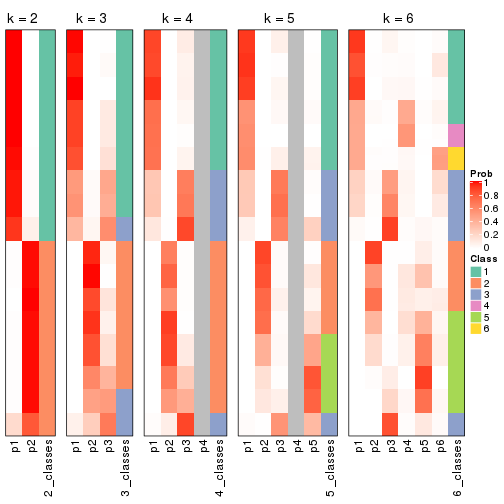 k = 2
k = 3
k = 4
k = 5
k = 6
p1
p2
2_classes
p1
p2
p3
3_classes
p1
p2
p3
p4
4_classes
p1
p2
p3
p4
p5
5_classes
p1
p2
p3
p4
p5
p6
6_classes
Prob
1
0.8
0.6
0.4
0.2
0
Class
1
2
3
4
5
6